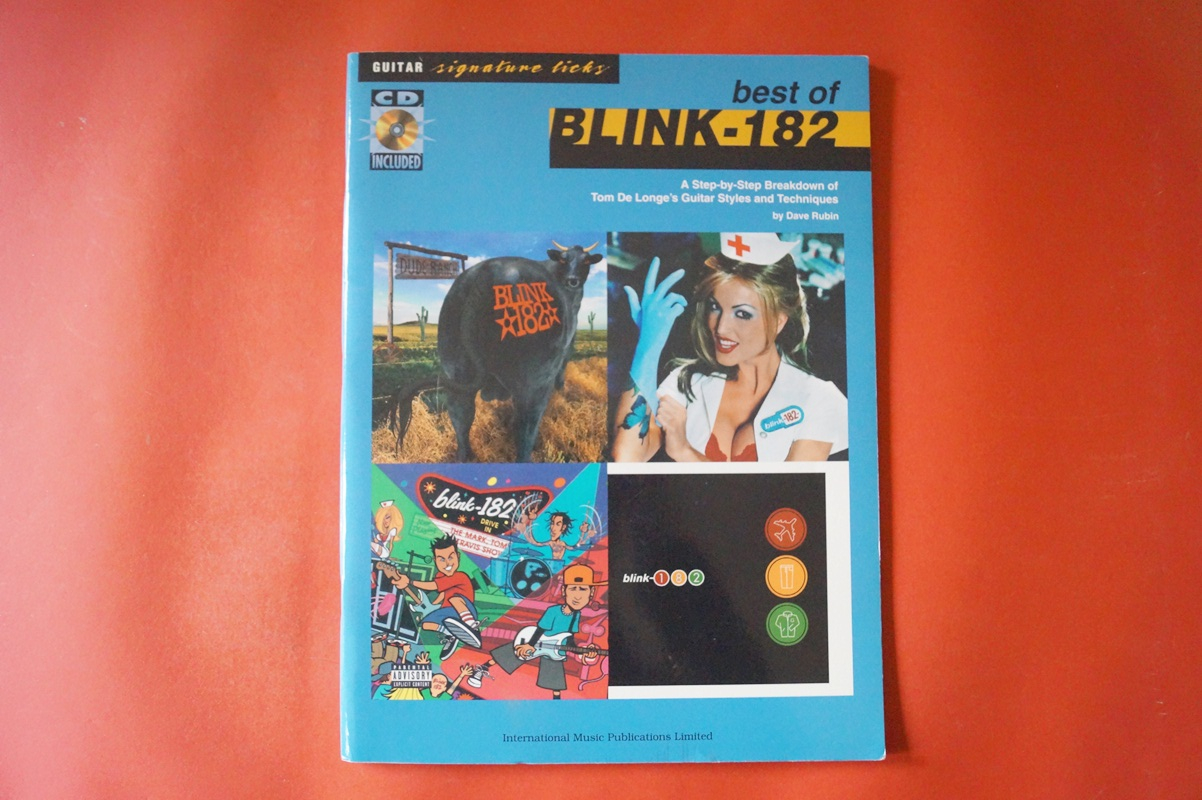 GUITAR signature licks
CD
INCLUDED
best of
BLINK-182
A Step-by-Step Breakdown of
Tom De Longe's Guitar Styles and Techniques
by Dave Rubin
DUDE RANCH
BLINK
182
blink-182
blink-182
DRIVE
IN
THE MARK, TOM
TRAVIS SHOW
PARENTAL
ADVISORY
EXPLICIT CONTENT
blink-182
International Music Publications Limited